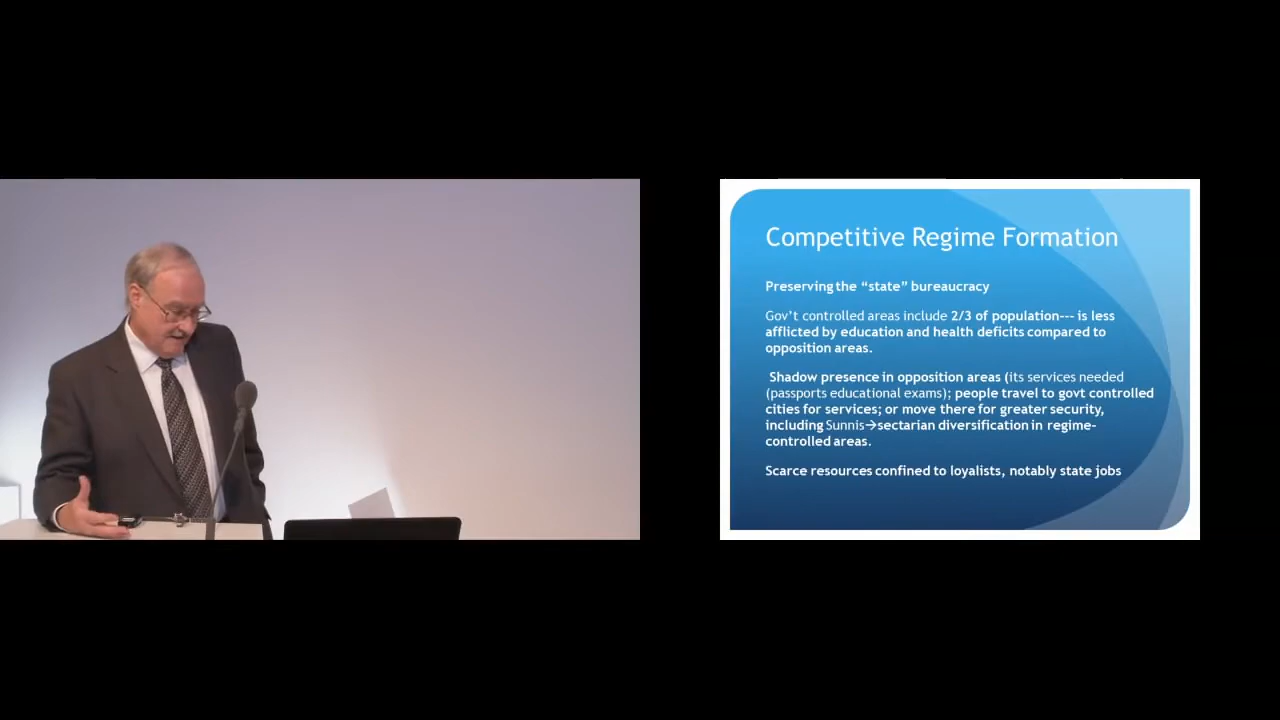 Competitive Regime Formation
Preserving the “state” bureaucracy
Gov’t controlled areas include 2/3 of population--- is less
afflicted by education and health deficits compared to
opposition areas.
Shadow presence in opposition areas (its services needed
(passports educational exams); people travel to govt controlled
cities for services; or move there for greater security,
including Sunnis→sectarian diversification in regime-
controlled areas.
Scarce resources confined to loyalists, notably state jobs